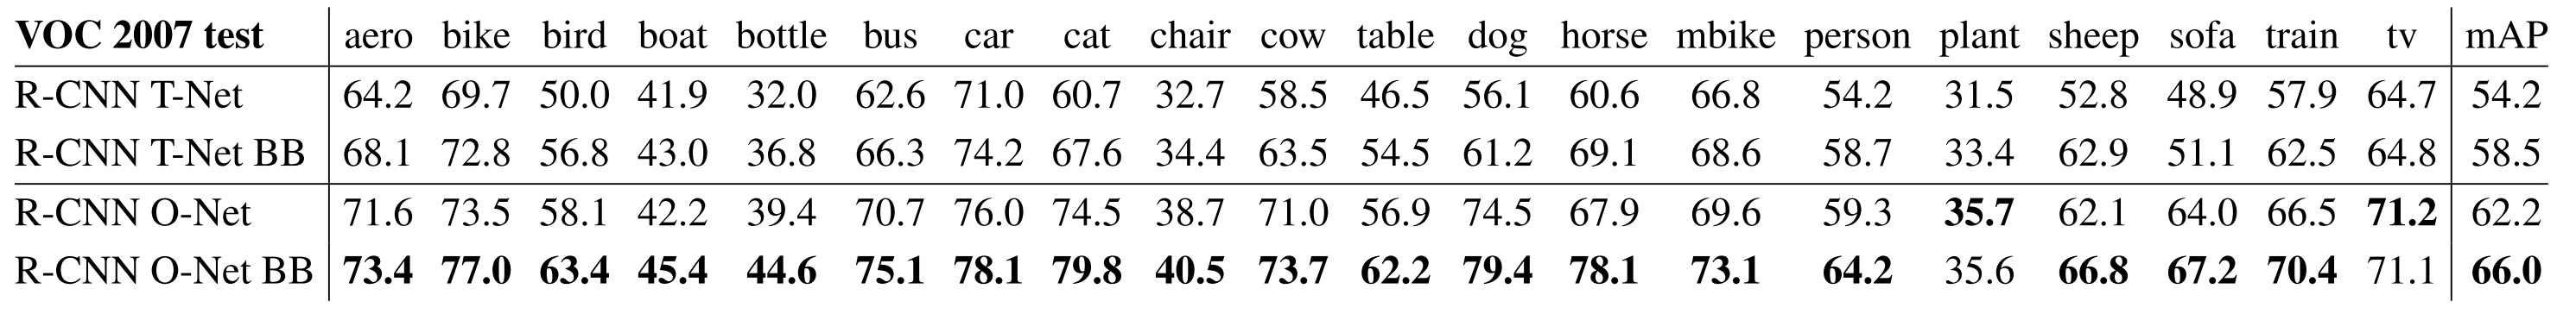 VOC 2007 test aero bike bird boat bottle bus car cat chair cow table dog horse mbike person plant sheep sofa train tv mAP
R-CNN T-Net 64.2 69.7 50.0 41.9 32.0 62.6 71.0 60.7 32.7 58.5 46.5 56.1 60.6 66.8 54.2 31.5 52.8 48.9 57.9 64.7 54.2
R-CNN T-Net BB 68.1 72.8 56.8 43.0 36.8 66.3 74.2 67.6 34.4 63.5 54.5 61.2 69.1 68.6 58.7 33.4 62.9 51.1 62.5 64.8 58.5
R-CNN O-Net 71.6 73.5 58.1 42.2 39.4 70.7 76.0 74.5 38.7 71.0 56.9 74.5 67.9 69.6 59.3 35.7 62.1 64.0 66.5 71.2 62.2
R-CNN O-Net BB 73.4 77.0 63.4 45.4 44.6 75.1 78.1 79.8 40.5 73.7 62.2 79.4 78.1 73.1 64.2 35.6 66.8 67.2 70.4 71.1 66.0